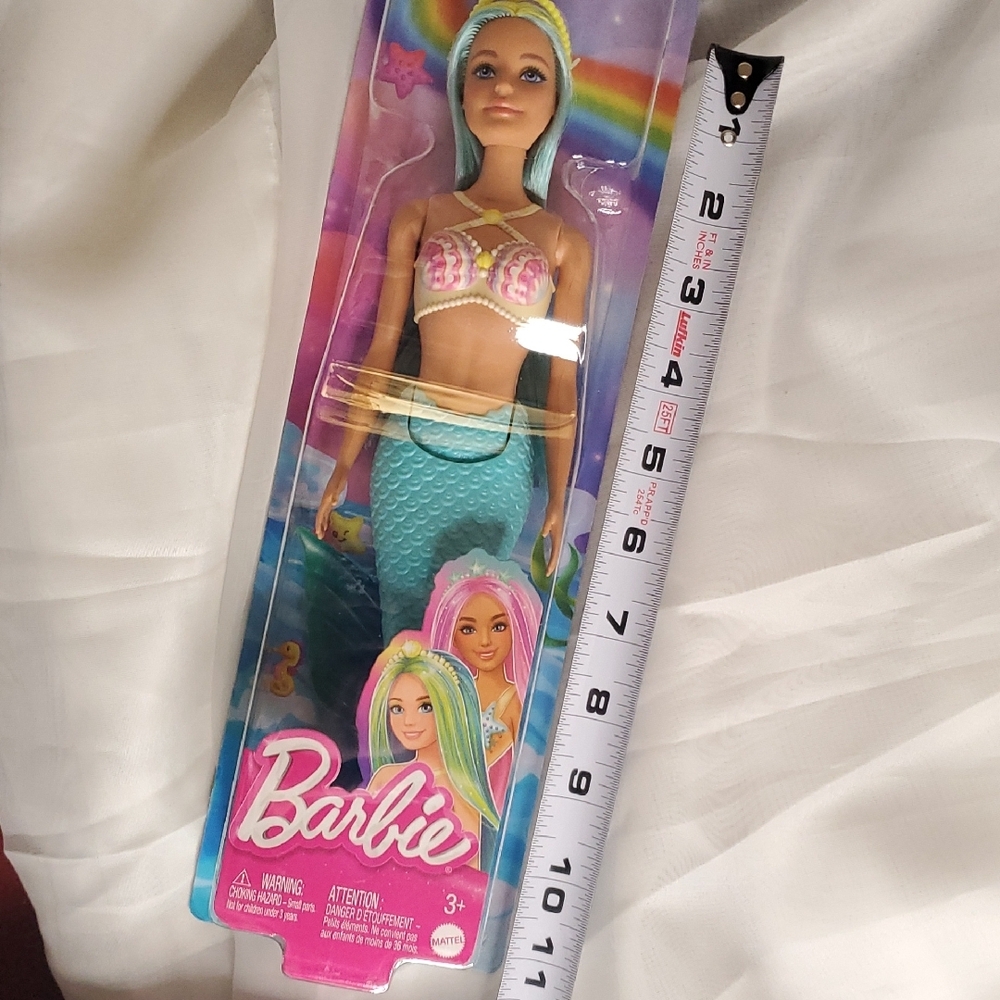 Barbie®
WARNING:
CHOKING HAZARD – Small parts.
Not for children under 3 years.
ATTENTION :
DANGER D'ÉTOUFFEMENT –
Petits éléments. Ne convient pas
aux enfants de moins de 36 mois.
3+
MATTEL
1
2
FT & IN
INCHES
3
Lufkin
4
25FT
5
P.R.APP'D
254Tc
6
7
8
9
10
11